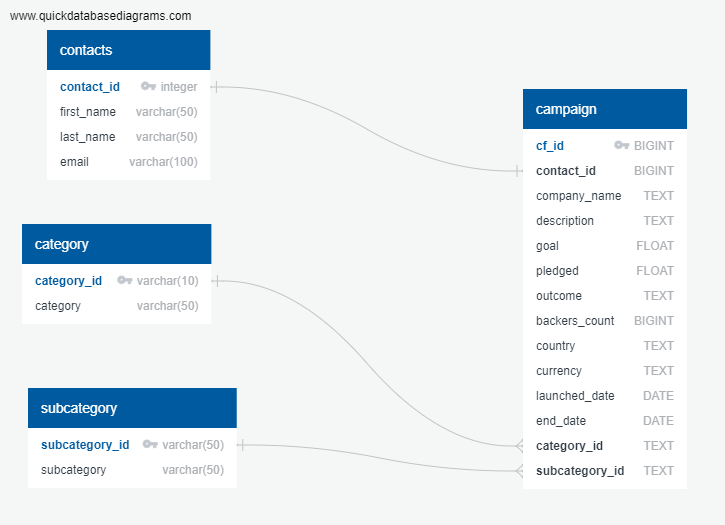 www.quickdatabasediagrams.com
contacts
contact_id integer
first_name varchar(50)
last_name varchar(50)
email varchar(100)
category
category_id varchar(10)
category varchar(50)
subcategory
subcategory_id varchar(50)
subcategory varchar(50)
campaign
cf_id BIGINT
contact_id BIGINT
company_name TEXT
description TEXT
goal FLOAT
pledged FLOAT
outcome TEXT
backers_count BIGINT
country TEXT
currency TEXT
launched_date DATE
end_date DATE
category_id TEXT
subcategory_id TEXT